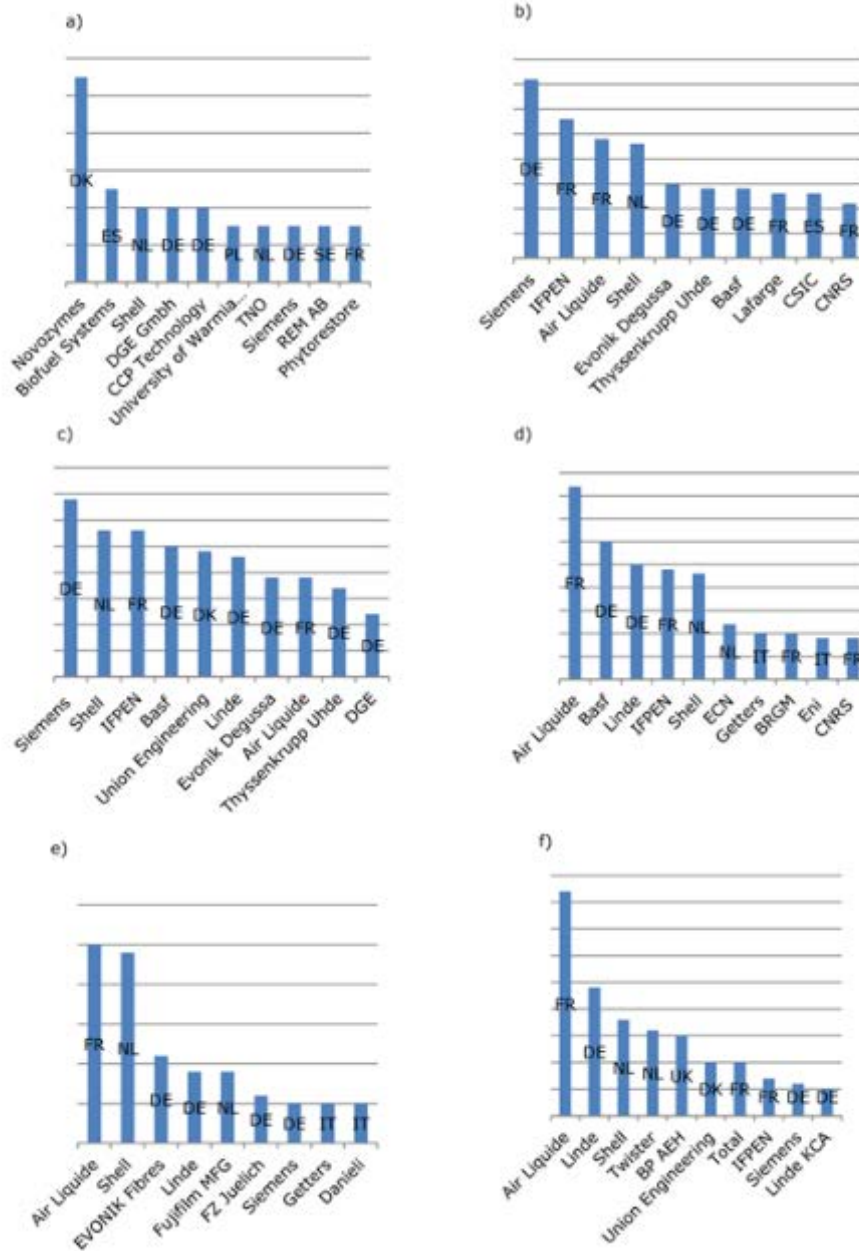 a)
DK
ES
NL
DE
DE
PL
NL
DE
SE
FR
Novozymes
Biofuel Systems
Shell
DGE Gmbh
CCP Technology
University of Warmia...
TNO
Siemens
REM AB
Phytorestore
b)
DE
FR
FR
NL
DE
DE
DE
FR
ES
FR
Siemens
IFPEN
Air Liquide
Shell
Evonik Degussa
Thyssenkrupp Uhde
Basf
Lafarge
CSIC
CNRS
c)
DE
NL
FR
DE
DK
DE
DE
FR
DE
DE
Siemens
Shell
IFPEN
Basf
Union Engineering
Linde
Evonik Degussa
Air Liquide
Thyssenkrupp Uhde
DGE
d)
FR
DE
DE
FR
NL
NL
IT
FR
IT
FR
Air Liquide
Basf
Linde
IFPEN
Shell
ECN
Getters
BRGM
Eni
CNRS
e)
FR
NL
DE
DE
NL
DE
DE
IT
IT
Air Liquide
Shell
EVONIK Fibres
Linde
Fujifilm MFG
FZ Juelich
Siemens
Getters
Danieli
f)
FR
DE
NL
NL
UK
DK
FR
FR
DE
DE
Air Liquide
Linde
Shell
Twister
BP AEH
Union Engineering
Total
IFPEN
Siemens
Linde KCA